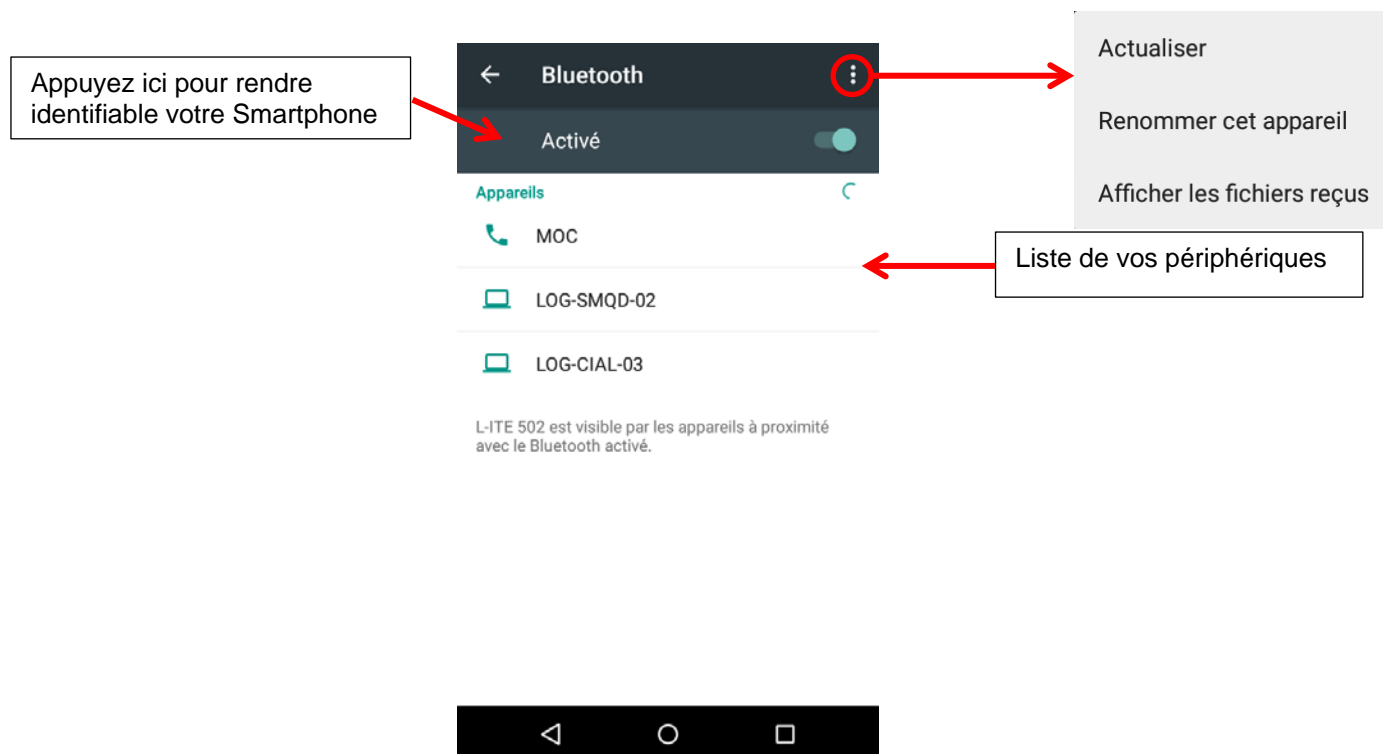 Appuyez ici pour rendre
identifiable votre Smartphone
Bluetooth
Activé
Appareils
MOC
LOG-SMQD-02
LOG-CIAL-03
L-ITE 502 est visible par les appareils à proximité
avec le Bluetooth activé.
Actualiser
Renommer cet appareil
Afficher les fichiers reçus
Liste de vos périphériques